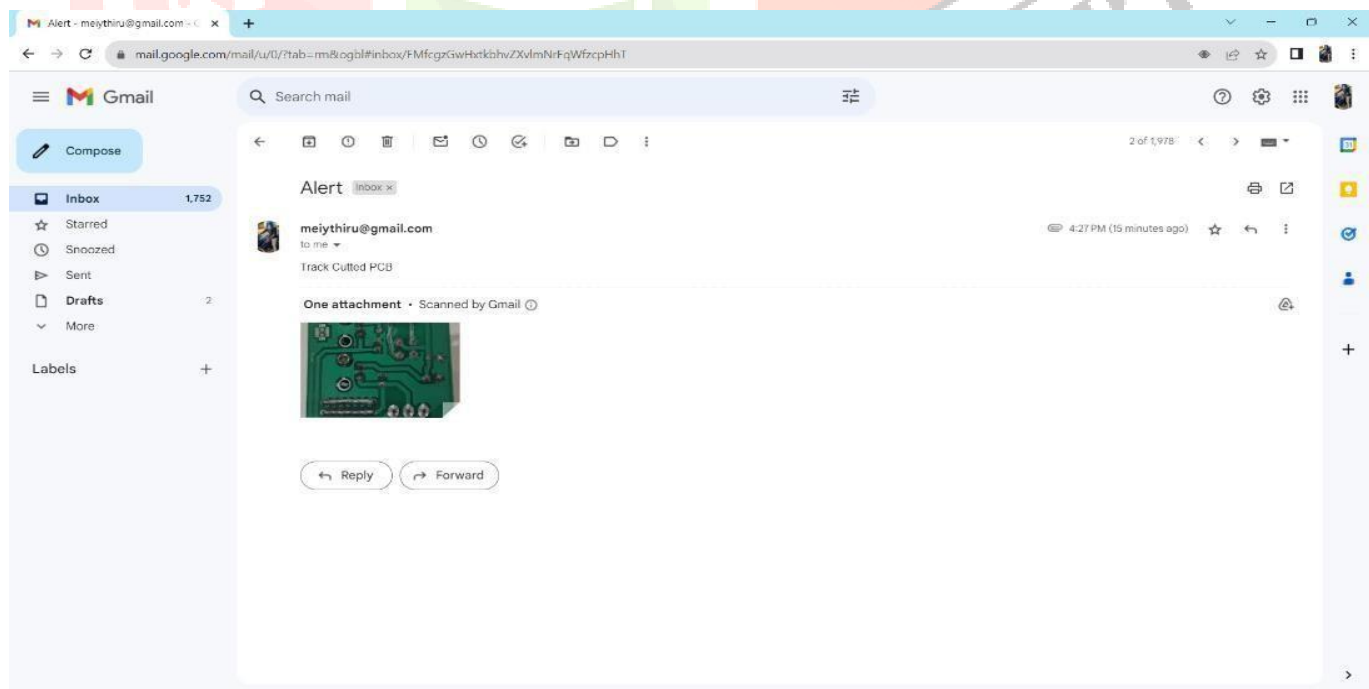 Alert - meiythiru@gmail.com - G
mail.google.com/mail/u/0/?tab=rm&ogbl#inbox/FMfcgzGwHxtkbhvZXvlmNrFqWfzcpHhT
Gmail
Search mail
Compose
2 of 1,978
Alert Inbox ×
Inbox 1,752
Starred
Snoozed
Sent
Drafts 2
More
Labels
meiythiru@gmail.com
4:27 PM (15 minutes ago)
to me
Track Cutted PCB
One attachment • Scanned by Gmail
Reply Forward
31